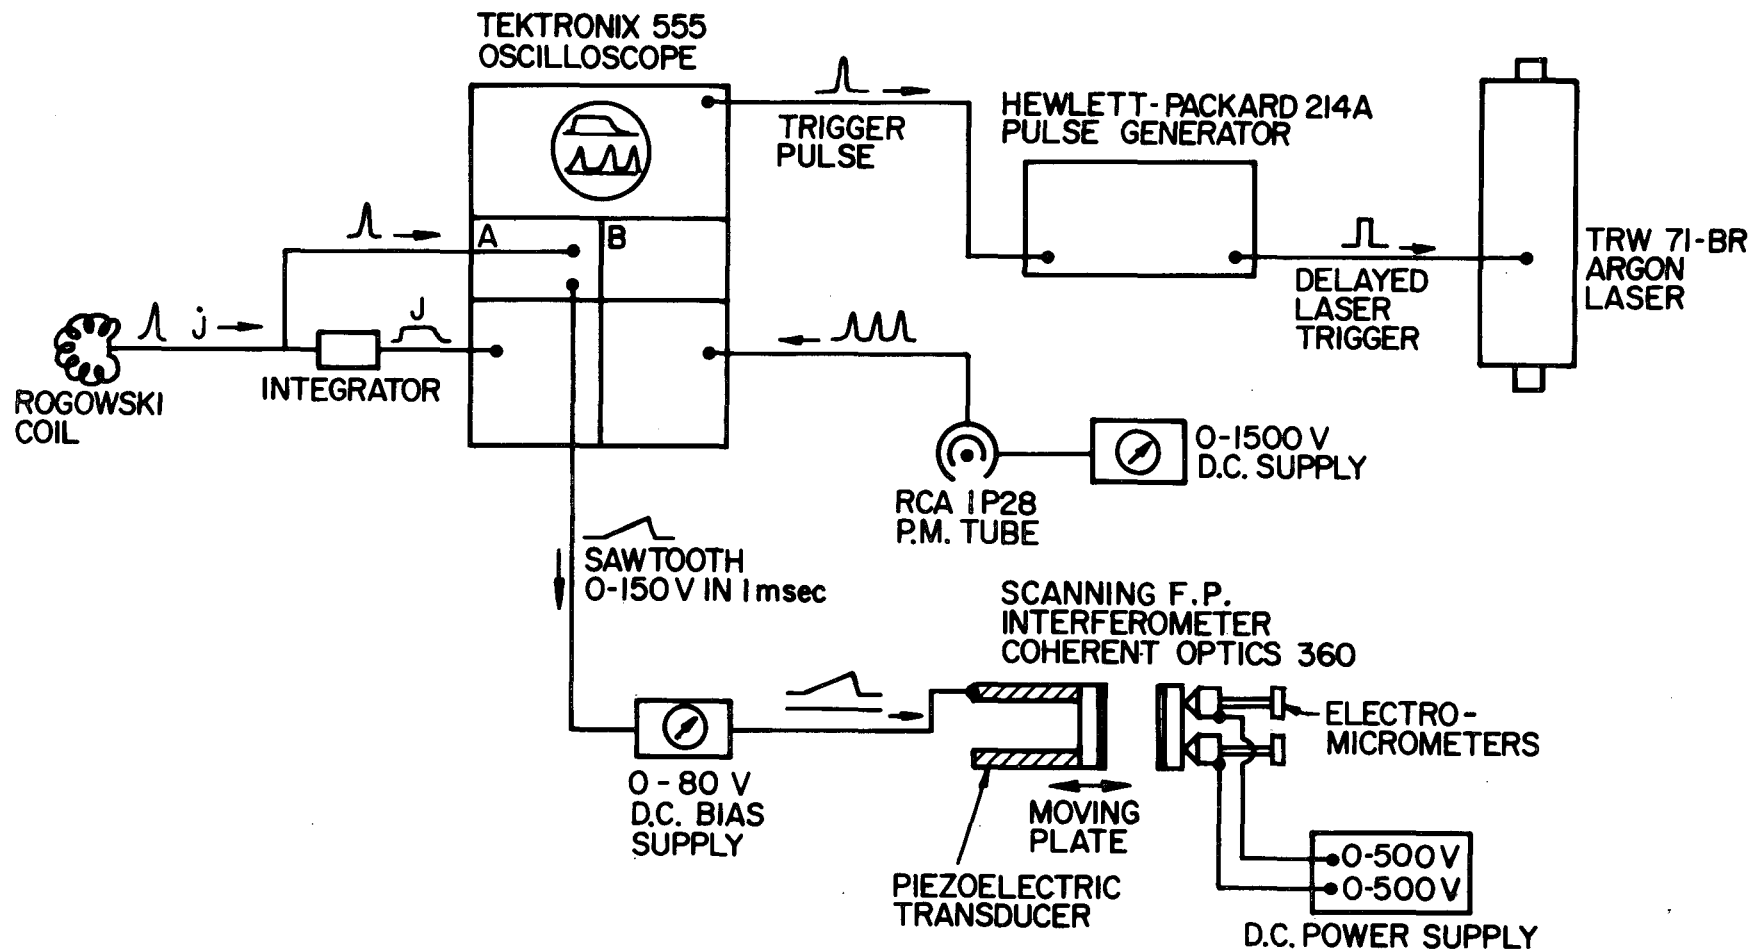 TEKTRONIX 555
OSCILLOSCOPE
TRIGGER
PULSE
HEWLETT-PACKARD 214A
PULSE GENERATOR
A
B
j
J
INTEGRATOR
ROGOWSKI
COIL
DELAYED
LASER
TRIGGER
TRW 71-BR
ARGON
LASER
0-1500 V
D.C. SUPPLY
RCA 1P28
P.M. TUBE
SAWTOOTH
0-150 V IN 1 msec
SCANNING F.P.
INTERFEROMETER
COHERENT OPTICS 360
ELECTRO-
MICROMETERS
0-80 V
D.C. BIAS
SUPPLY
MOVING
PLATE
PIEZOELECTRIC
TRANSDUCER
0-500 V
0-500 V
D.C. POWER SUPPLY